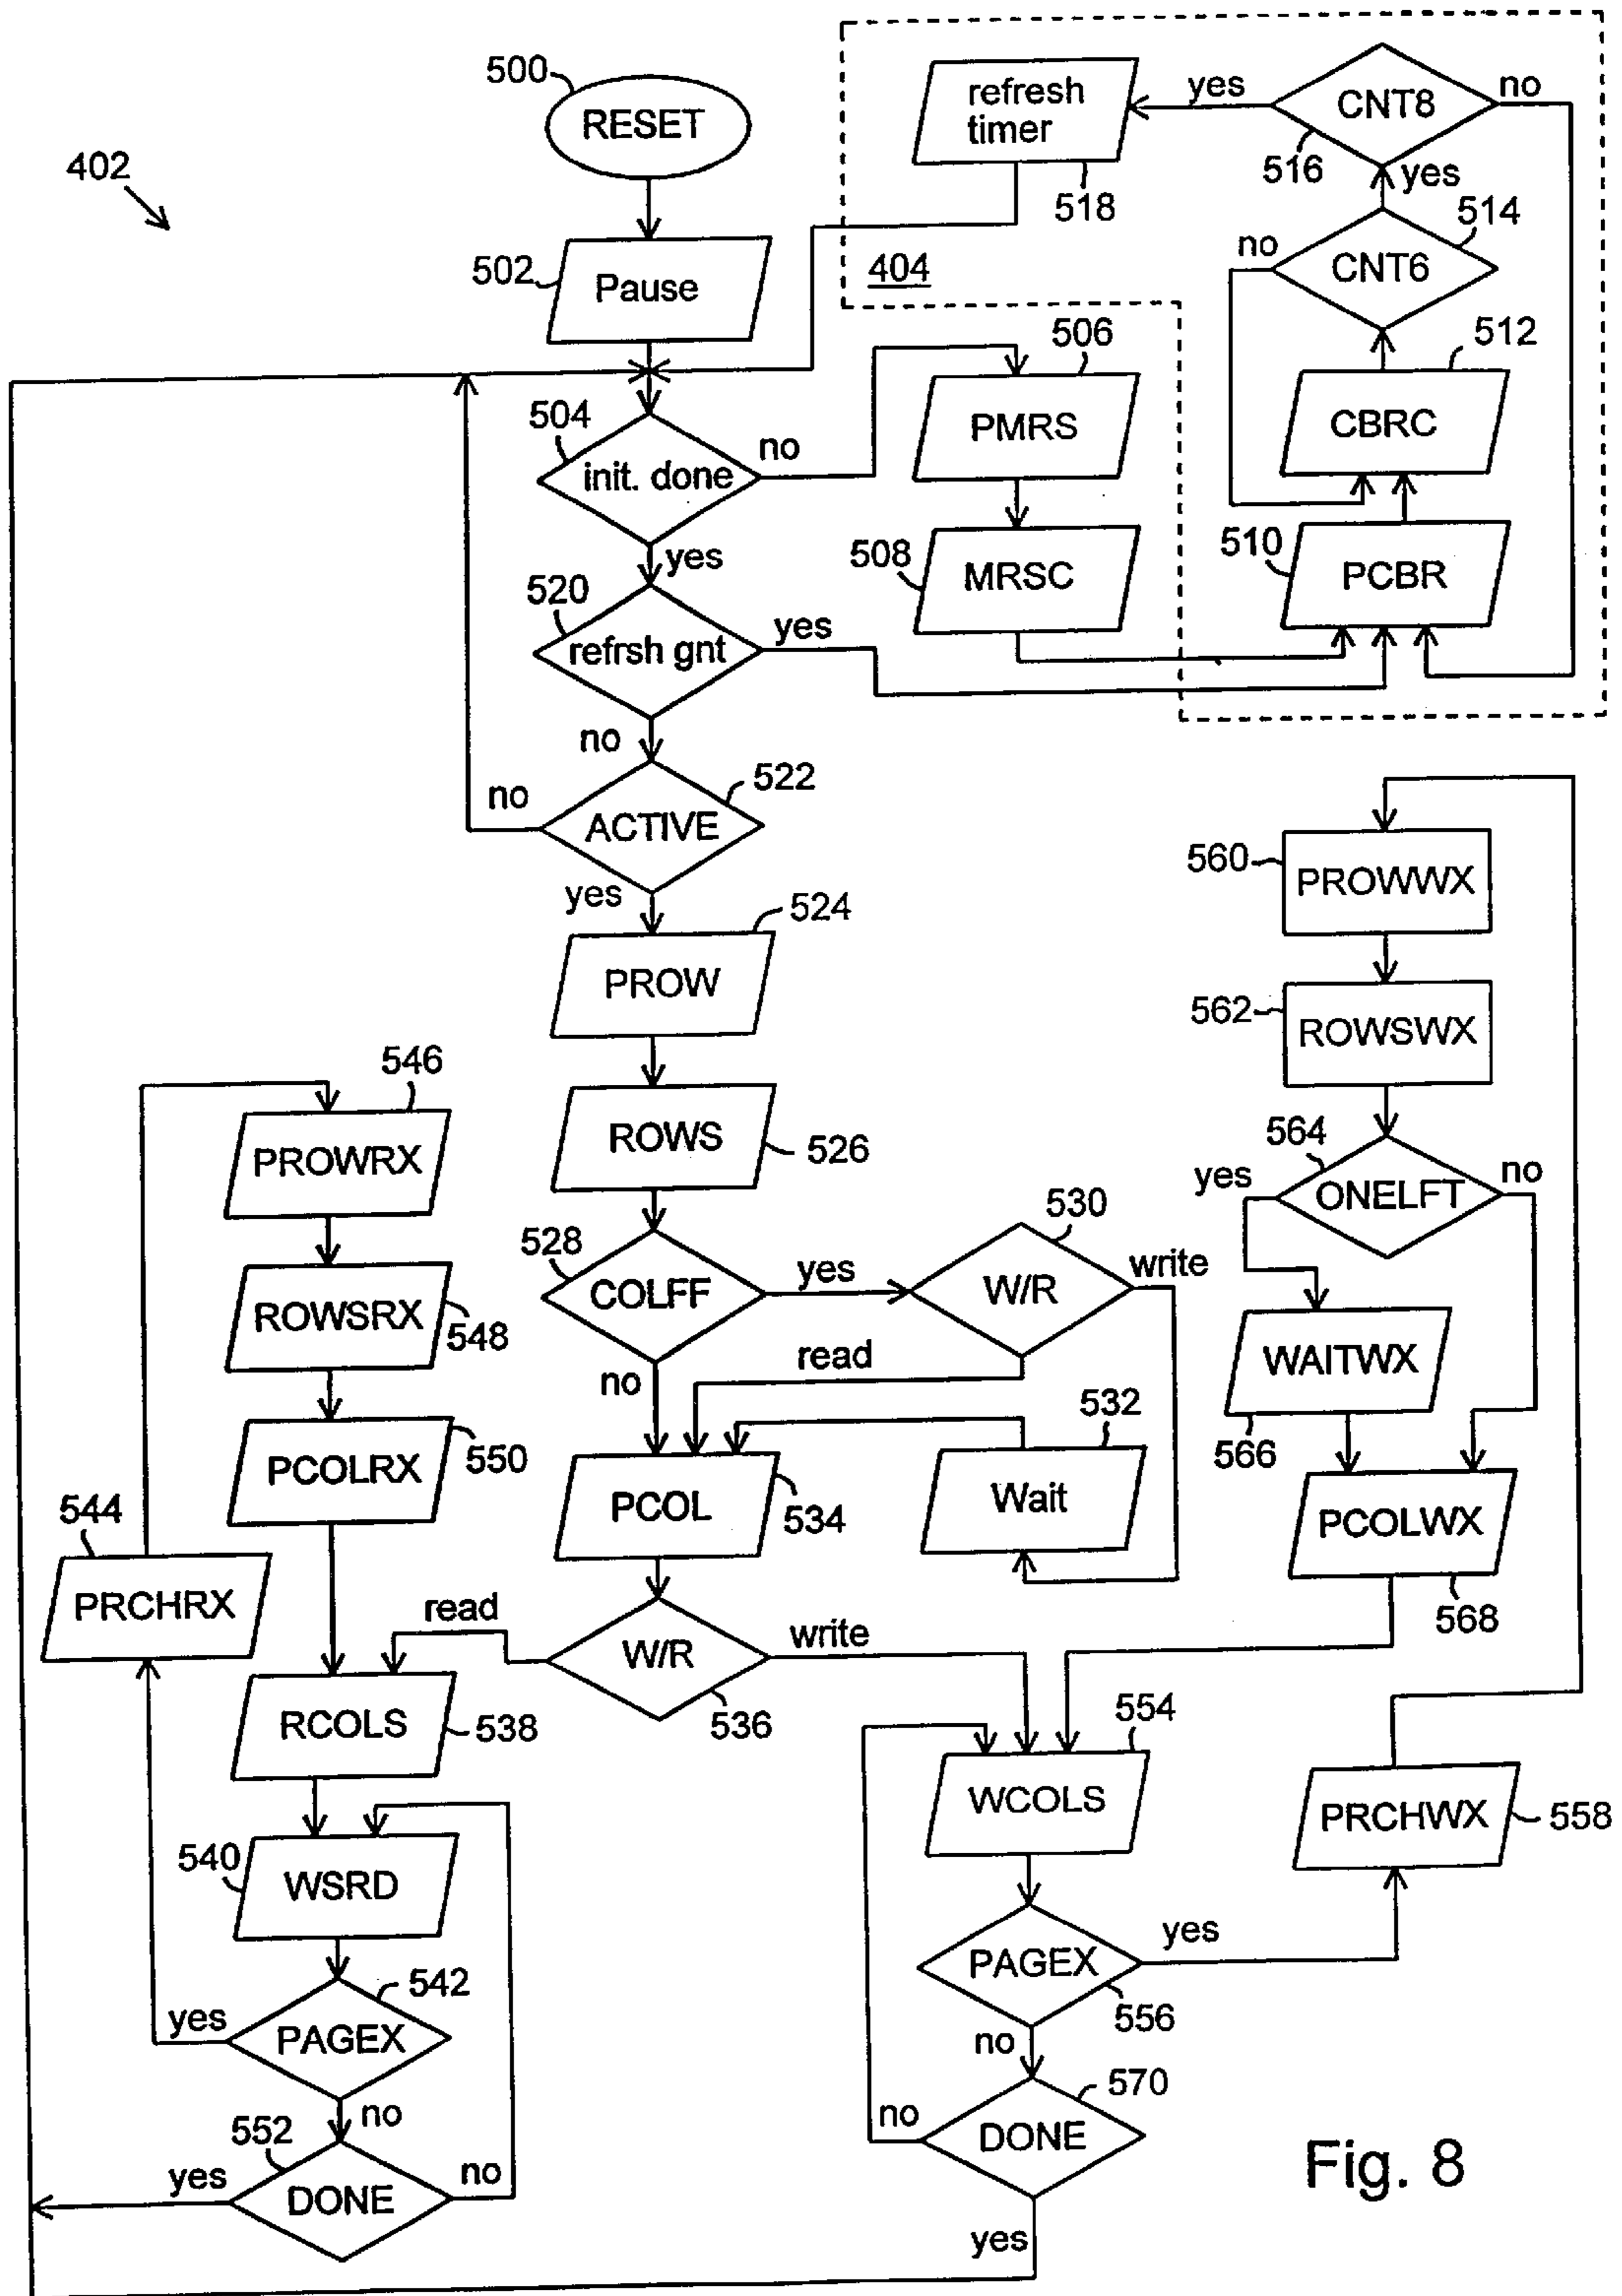 500
RESET
402
502
Pause
refresh
timer
518
yes
CNT8
no
516
yes
514
no
CNT6
404
512
CBRC
510
PCBR
504
init. done
no
506
PMRS
508
MRSC
yes
520
refrsh gnt
yes
no
522
no
ACTIVE
yes
524
PROW
ROWS
526
528
COLFF
yes
530
W/R
write
read
no
532
Wait
PCOL
534
read
W/R
write
536
546
PROWRX
ROWSRX
548
PCOLRX
550
544
PRCHRX
RCOLS
538
540
WSRD
542
yes
PAGEX
no
552
yes
DONE
no
560
PROWWX
562
ROWSWX
564
yes
ONELFT
no
WAITWX
566
PCOLWX
568
554
WCOLS
PRCHWX
558
PAGEX
yes
556
no
570
no
DONE
yes
Fig. 8